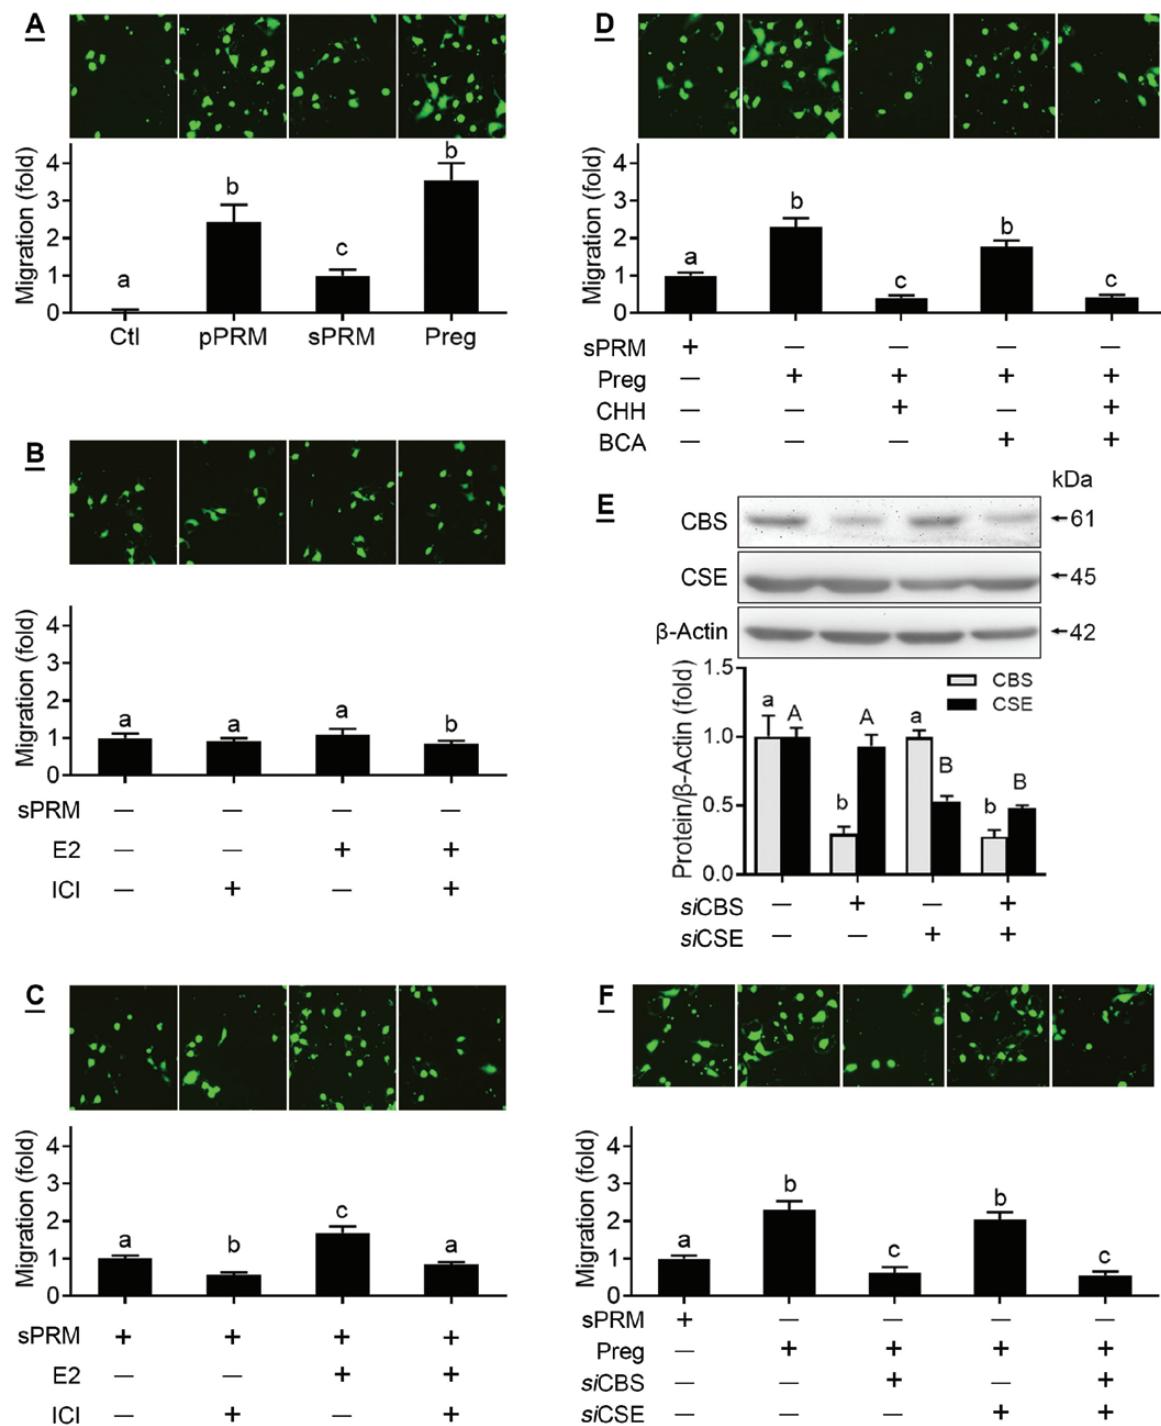 A
Migration (fold)
4
3
2
1
0
a
b
c
b
Ctl
pPRM
sPRM
Preg
B
Migration (fold)
4
3
2
1
0
a
a
a
b
sPRM — — — —
E2 — — + +
ICI — + — +
C
Migration (fold)
4
3
2
1
0
a
b
c
a
sPRM + + + +
E2 — — + +
ICI — + — +
D
Migration (fold)
4
3
2
1
0
a
b
c
b
c
sPRM + — — — —
Preg — + + + +
CHH — — + — +
BCA — — — + +
E
kDa
CBS ←61
CSE ←45
β-Actin ←42
Protein/β-Actin (fold)
1.5
1.0
0.5
0.0
CBS
CSE
a A
b A
a B
b B
siCBS — + — +
siCSE — — + +
F
Migration (fold)
4
3
2
1
0
a
b
c
b
c
sPRM + — — — —
Preg — + + + +
siCBS — — + — +
siCSE — — — + +